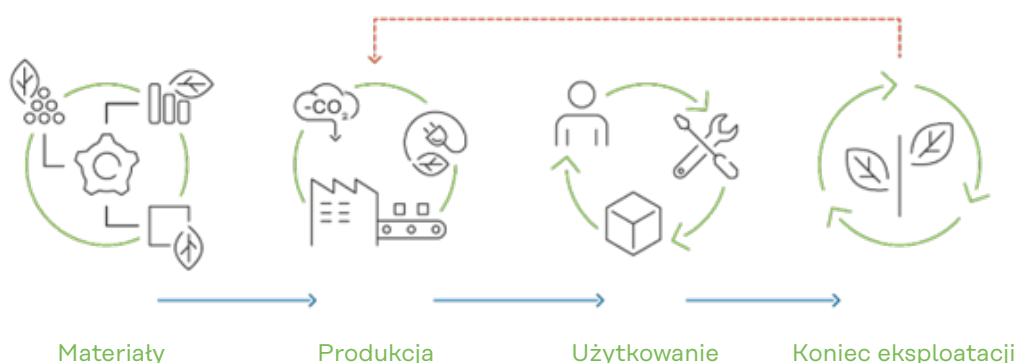 -CO₂
Materiały
Produkcja
Użytkowanie
Koniec eksploatacji